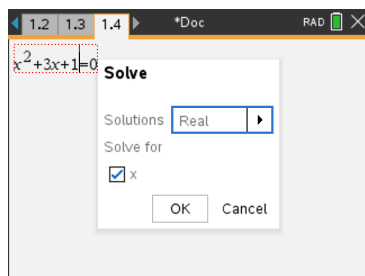 1.2 1.3 1.4 *Doc RAD
x²+3x+1=0
Solve
Solutions Real
Solve for
x
OK Cancel